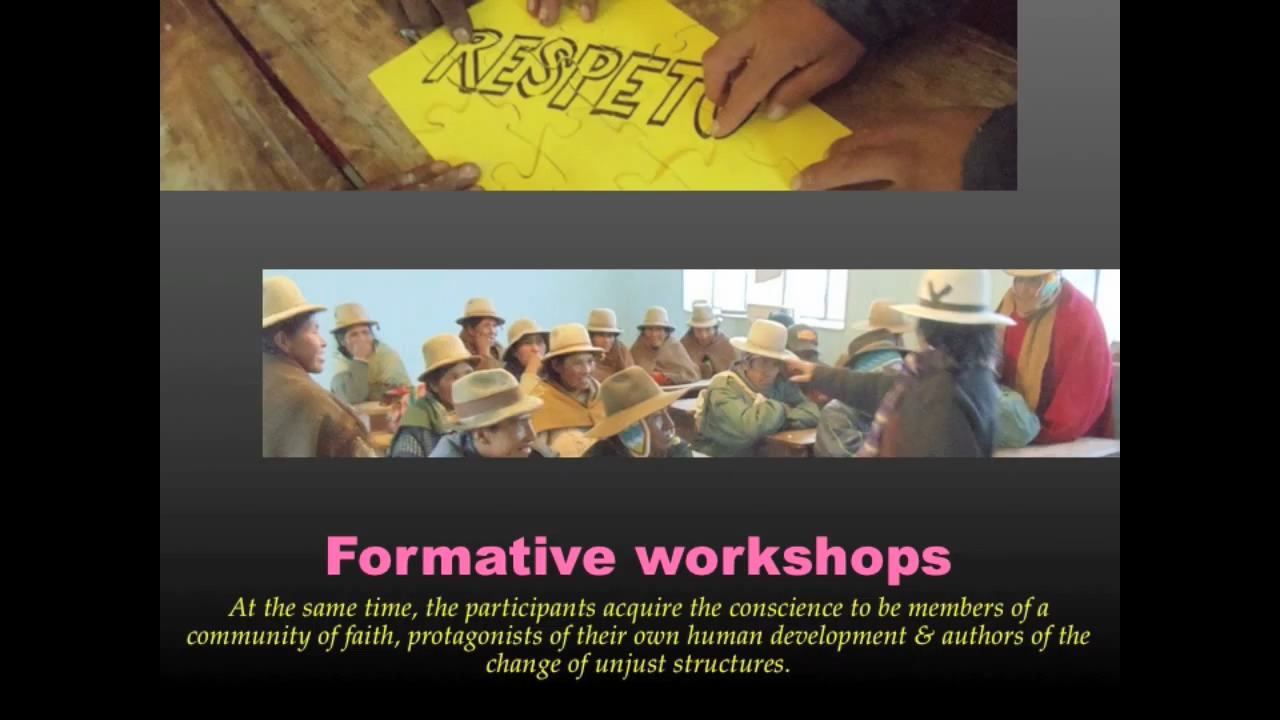 RESPETO
Formative workshops
At the same time, the participants acquire the conscience to be members of a
community of faith, protagonists of their own human development & authors of the
change of unjust structures.